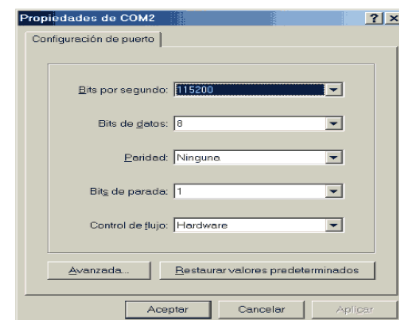 Propiedades de COM2
Configuración de puerto
Bits por segundo: 115200
Bits de datos: 8
Paridad: Ninguna
Bits de parada: 1
Control de flujo: Hardware
Avanzada... Restaurar valores predeterminados
Aceptar Cancelar Aplicar